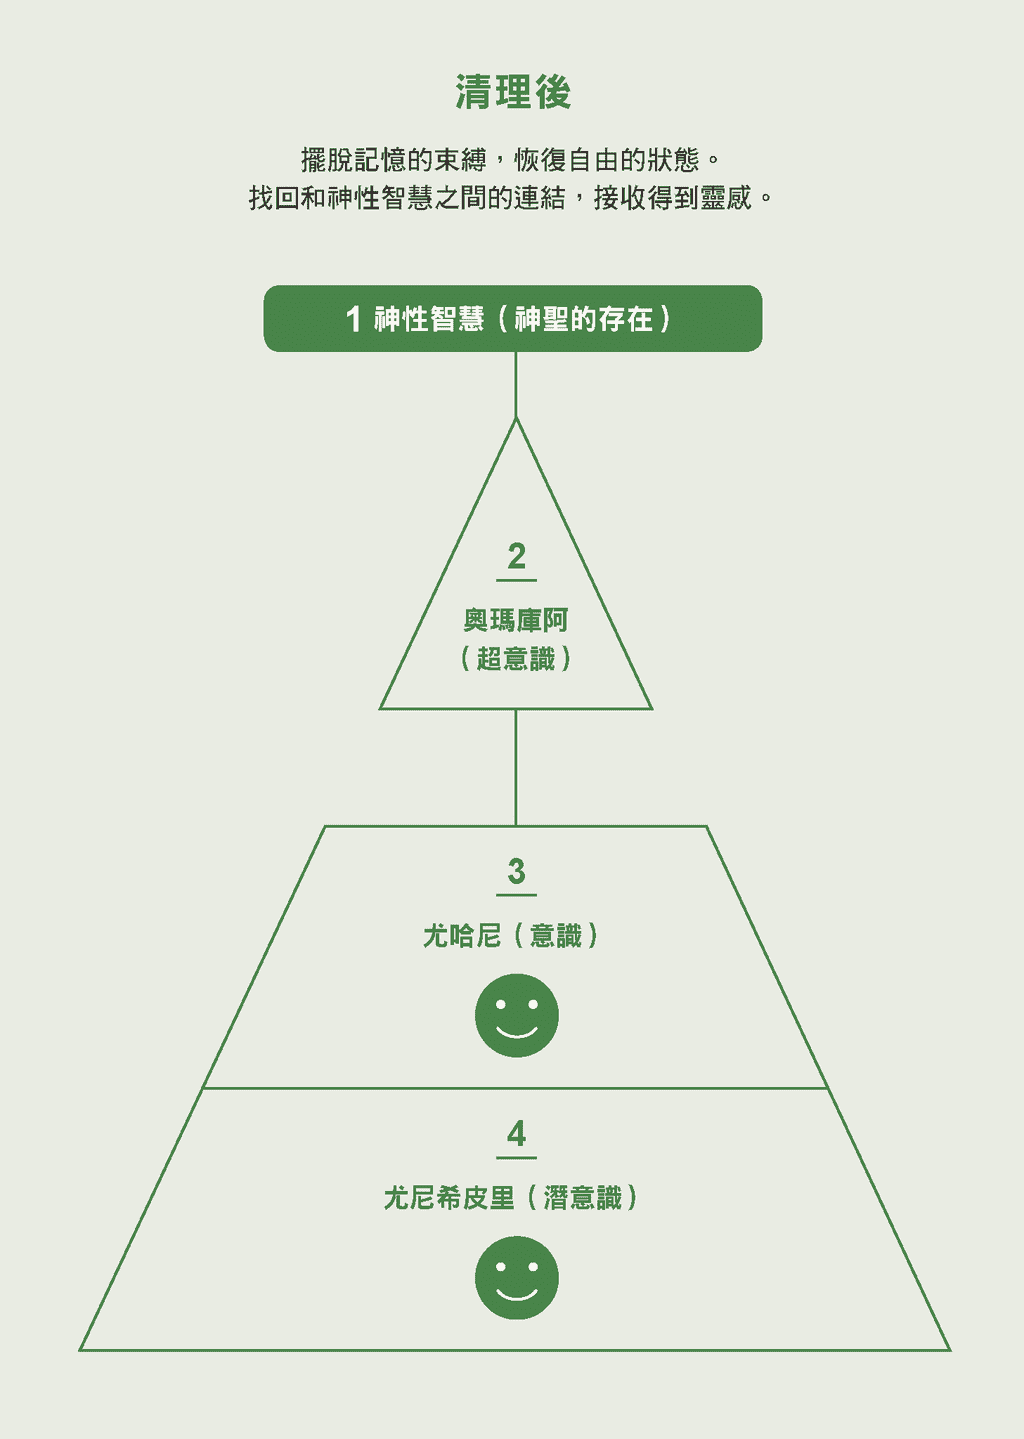 清理後
擺脫記憶的束縛，恢復自由的狀態。
找回和神性智慧之間的連結，接收得到靈感。
1 神性智慧（神聖的存在）
2
奧瑪庫阿
（超意識）
3
尤哈尼（意識）
4
尤尼希皮里（潛意識）